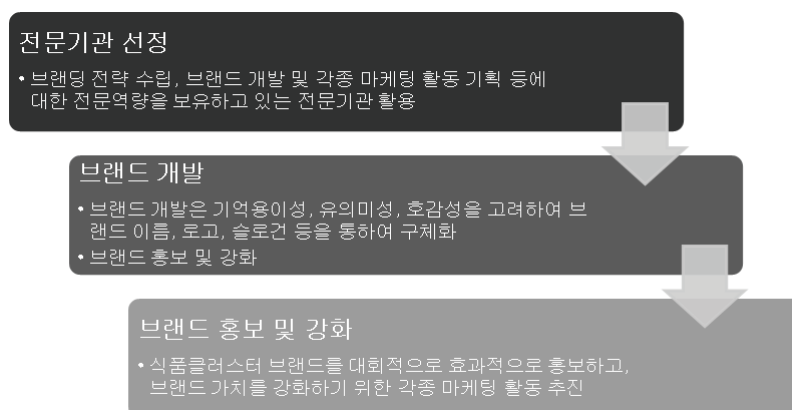 전문기관 선정
• 브랜딩 전략 수립, 브랜드 개발 및 각종 마케팅 활동 기획 등에
대한 전문역량을 보유하고 있는 전문기관 활용
브랜드 개발
• 브랜드 개발은 기억용이성, 유의미성, 호감성을 고려하여 브
랜드 이름, 로고, 슬로건 등을 통하여 구체화
• 브랜드 홍보 및 강화
브랜드 홍보 및 강화
• 식품클러스터 브랜드를 대회적으로 효과적으로 홍보하고,
브랜드 가치를 강화하기 위한 각종 마케팅 활동 추진